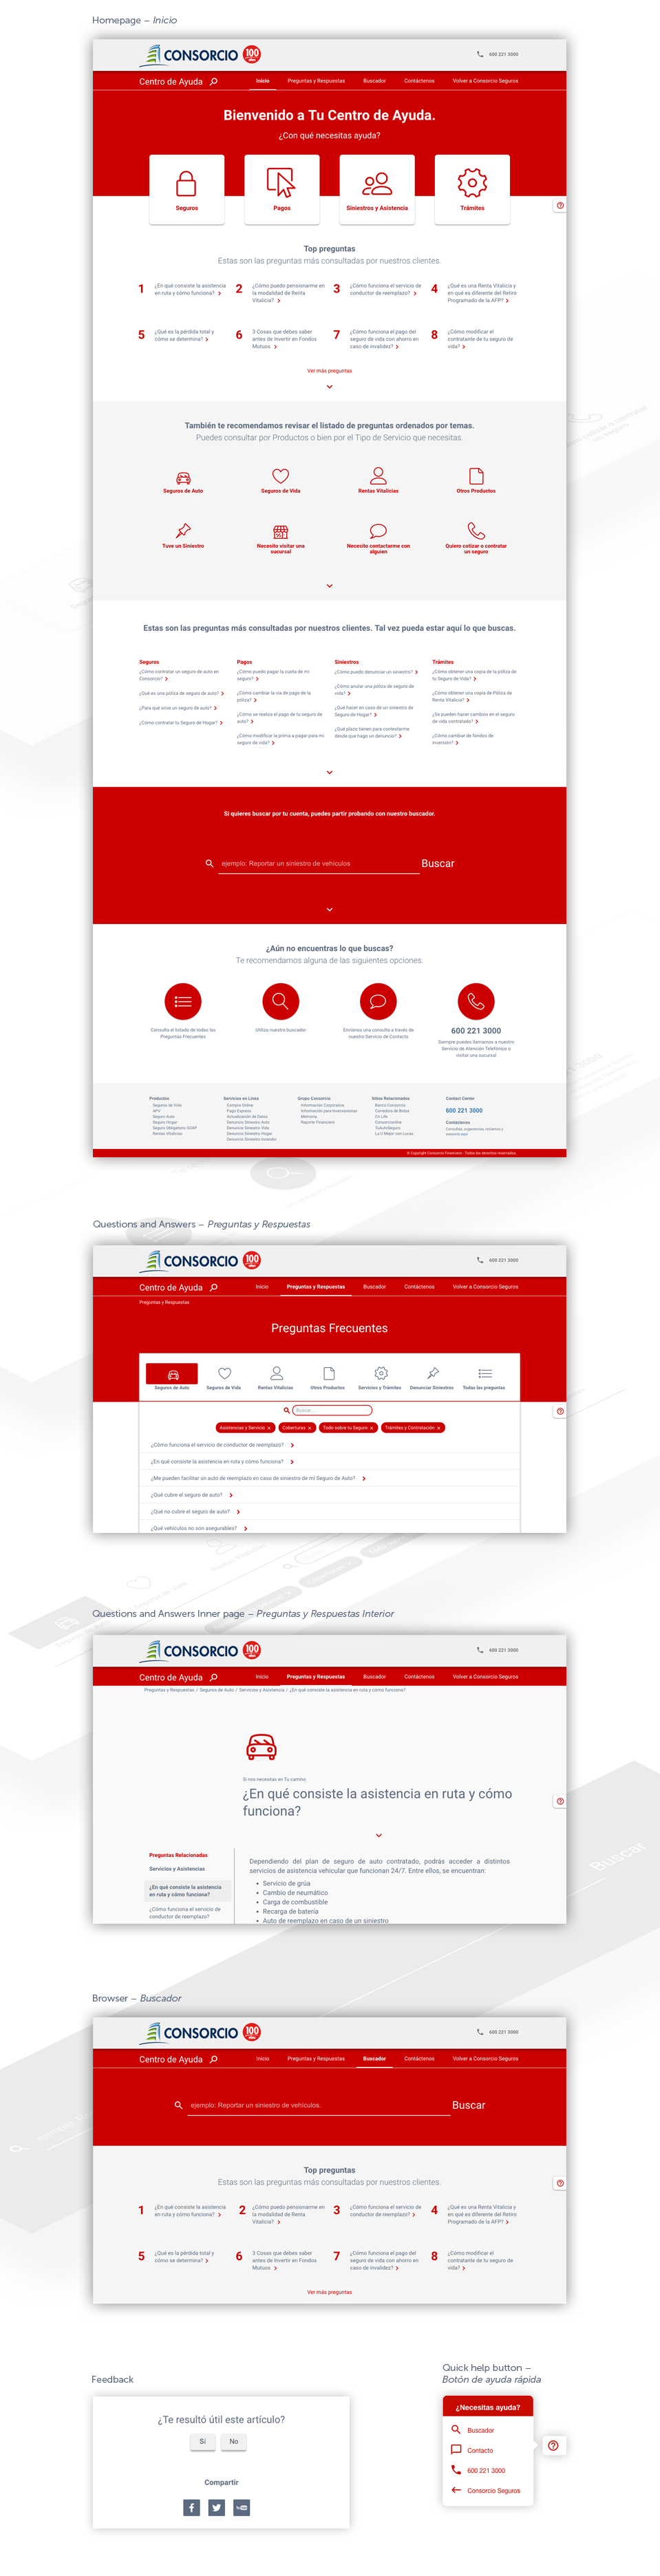 Homepage – Inicio
CONSORCIO 100
600 221 3000
Centro de Ayuda
Inicio
Preguntas y Respuestas
Buscador
Contáctenos
Volver a Consorcio Seguros
Bienvenido a Tu Centro de Ayuda.
¿Con qué necesitas ayuda?
Seguros
Pagos
Siniestros y Asistencia
Trámites
Top preguntas
Estas son las preguntas más consultadas por nuestros clientes.
1
¿En qué consiste la asistencia
en ruta y cómo funciona?
2
¿Cómo puedo pensionarme en
la modalidad de Renta
Vitalicia?
3
¿Cómo funciona el servicio de
conductor de reemplazo?
4
¿Qué es una Renta Vitalicia y
en qué es diferente del Retiro
Programado de la AFP?
5
¿Qué es la pérdida total y
cómo se determina?
6
3 Cosas que debes saber
antes de Invertir en Fondos
Mutuos
7
¿Cómo funciona el pago del
seguro de vida con ahorro en
caso de invalidez?
8
¿Cómo modificar el
contratante de tu seguro de
vida?
Ver más preguntas
También te recomendamos revisar el listado de preguntas ordenados por temas.
Puedes consultar por Productos o bien por el Tipo de Servicio que necesitas.
Seguros de Auto
Seguros de Vida
Rentas Vitalicias
Otros Productos
Tuve un Siniestro
Necesito visitar una
sucursal
Necesito contactarme con
alguien
Quiero cotizar o contratar
un seguro
Estas son las preguntas más consultadas por nuestros clientes. Tal vez pueda estar aquí lo que buscas.
Seguros
¿Cómo contratar un seguro de auto en
Consorcio?
¿Qué es una póliza de seguro de auto?
¿Para qué sirve un seguro de auto?
¿Cómo contratar tu Seguro de Hogar?
Pagos
¿Cómo puedo pagar la cuota de mi
seguro?
¿Cómo cambiar la vía de pago de la
póliza?
¿Cómo se realiza el pago de tu seguro de
auto?
¿Cómo modificar la prima a pagar para mi
seguro de vida?
Siniestros
¿Cómo puedo denunciar un siniestro?
¿Cómo anular una póliza de seguro de
vida?
¿Qué hacer en caso de un siniestro de
Seguro de Hogar?
¿Qué plazo tienen para contestarme
desde que hago un denuncio?
Trámites
¿Cómo obtener una copia de la póliza de
tu Seguro de Vida?
¿Cómo obtener una copia de Póliza de
Renta Vitalicia?
¿Se pueden hacer cambios en el seguro
de vida contratado?
¿Cómo cambiar de fondos de
inversión?
Si quieres buscar por tu cuenta, puedes partir probando con nuestro buscador.
ejemplo: Reportar un siniestro de vehículos
Buscar
¿Aún no encuentras lo que buscas?
Te recomendamos alguna de las siguientes opciones.
Consulta el listado de todas las
Preguntas Frecuentes
Utiliza nuestro buscador
Envíanos una consulta a través de
nuestro Servicio de Contacto
600 221 3000
Siempre puedes llamarnos a nuestro
Servicio de Atención Telefónico o
visitar una sucursal
Productos
Seguros de Vida
APV
Seguro Auto
Seguro Hogar
Seguro Obligatorio SOAP
Rentas Vitalicias
Servicios en Línea
Compra Online
Pago Express
Actualización de Datos
Denuncio Siniestro Auto
Denuncio Siniestro Vida
Denuncio Siniestro Hogar
Denuncio Siniestro Incendio
Grupo Consorcio
Información Corporativa
Información para Inversionistas
Memoria
Reporte Financiero
Sitios Relacionados
Banco Consorcio
Corredora de Bolsa
Cn Life
Consorcionline
TuAutoSeguro
La U Mejor con Lucas
Contact Center
600 221 3000
Contáctenos
Consultas, sugerencias, reclamos y
asesoría aquí
© Copyright Consorcio Financiero - Todos los derechos reservados
Questions and Answers – Preguntas y Respuestas
CONSORCIO 100
600 221 3000
Centro de Ayuda
Inicio
Preguntas y Respuestas
Buscador
Contáctenos
Volver a Consorcio Seguros
Preguntas y Respuestas
Preguntas Frecuentes
Seguros de Auto
Seguros de Vida
Rentas Vitalicias
Otros Productos
Servicios y Trámites
Denunciar Siniestros
Todas las preguntas
Buscar...
Asistencias y Servicio ×
Coberturas ×
Todo sobre tu Seguro ×
Trámites y Contratación ×
¿Cómo funciona el servicio de conductor de reemplazo?
¿En qué consiste la asistencia en ruta y cómo funciona?
¿Me pueden facilitar un auto de reemplazo en caso de siniestro de mi Seguro de Auto?
¿Qué cubre el seguro de auto?
¿Qué no cubre el seguro de auto?
¿Qué vehículos no son asegurables?
Questions and Answers Inner page – Preguntas y Respuestas Interior
CONSORCIO 100
600 221 3000
Centro de Ayuda
Inicio
Preguntas y Respuestas
Buscador
Contáctenos
Volver a Consorcio Seguros
Preguntas y Respuestas / Seguros de Auto / Servicios y Asistencia / ¿En qué consiste la asistencia en ruta y cómo funciona?
Si nos necesitas en Tu camino
¿En qué consiste la asistencia en ruta y cómo
funciona?
Preguntas Relacionadas
Servicios y Asistencias
¿En qué consiste la asistencia
en ruta y cómo funciona?
¿Cómo funciona el servicio de
conductor de reemplazo?
Dependiendo del plan de seguro de auto contratado, podrás acceder a distintos
servicios de asistencia vehicular que funcionan 24/7. Entre ellos, se encuentran:
• Servicio de grúa
• Cambio de neumático
• Carga de combustible
• Recarga de batería
• Auto de reemplazo en caso de un siniestro
Browser – Buscador
CONSORCIO 100
600 221 3000
Centro de Ayuda
Inicio
Preguntas y Respuestas
Buscador
Contáctenos
Volver a Consorcio Seguros
ejemplo: Reportar un siniestro de vehículos.
Buscar
Top preguntas
Estas son las preguntas más consultadas por nuestros clientes.
1
¿En qué consiste la asistencia
en ruta y cómo funciona?
2
¿Cómo puedo pensionarme en
la modalidad de Renta
Vitalicia?
3
¿Cómo funciona el servicio de
conductor de reemplazo?
4
¿Qué es una Renta Vitalicia y
en qué es diferente del Retiro
Programado de la AFP?
5
¿Qué es la pérdida total y
cómo se determina?
6
3 Cosas que debes saber
antes de Invertir en Fondos
Mutuos
7
¿Cómo funciona el pago del
seguro de vida con ahorro en
caso de invalidez?
8
¿Cómo modificar el
contratante de tu seguro de
vida?
Ver más preguntas
Feedback
¿Te resultó útil este artículo?
Sí
No
Compartir
Quick help button –
Botón de ayuda rápida
¿Necesitas ayuda?
Buscador
Contacto
600 221 3000
Consorcio Seguros